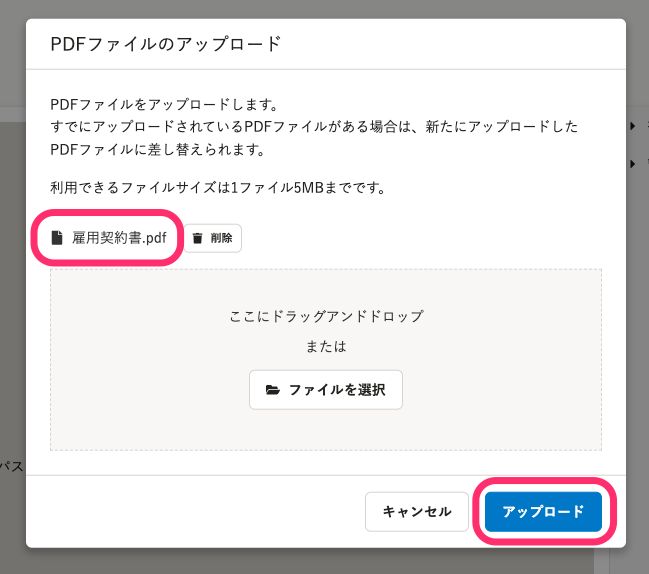 PDFファイルのアップロード
PDFファイルをアップロードします。
すでにアップロードされているPDFファイルがある場合は、新たにアップロードした
PDFファイルに差し替えられます。
利用できるファイルサイズは1ファイル5MBまでです。
雇用契約書.pdf
削除
ここにドラッグアンドドロップ
または
ファイルを選択
パス
キャンセル
アップロード